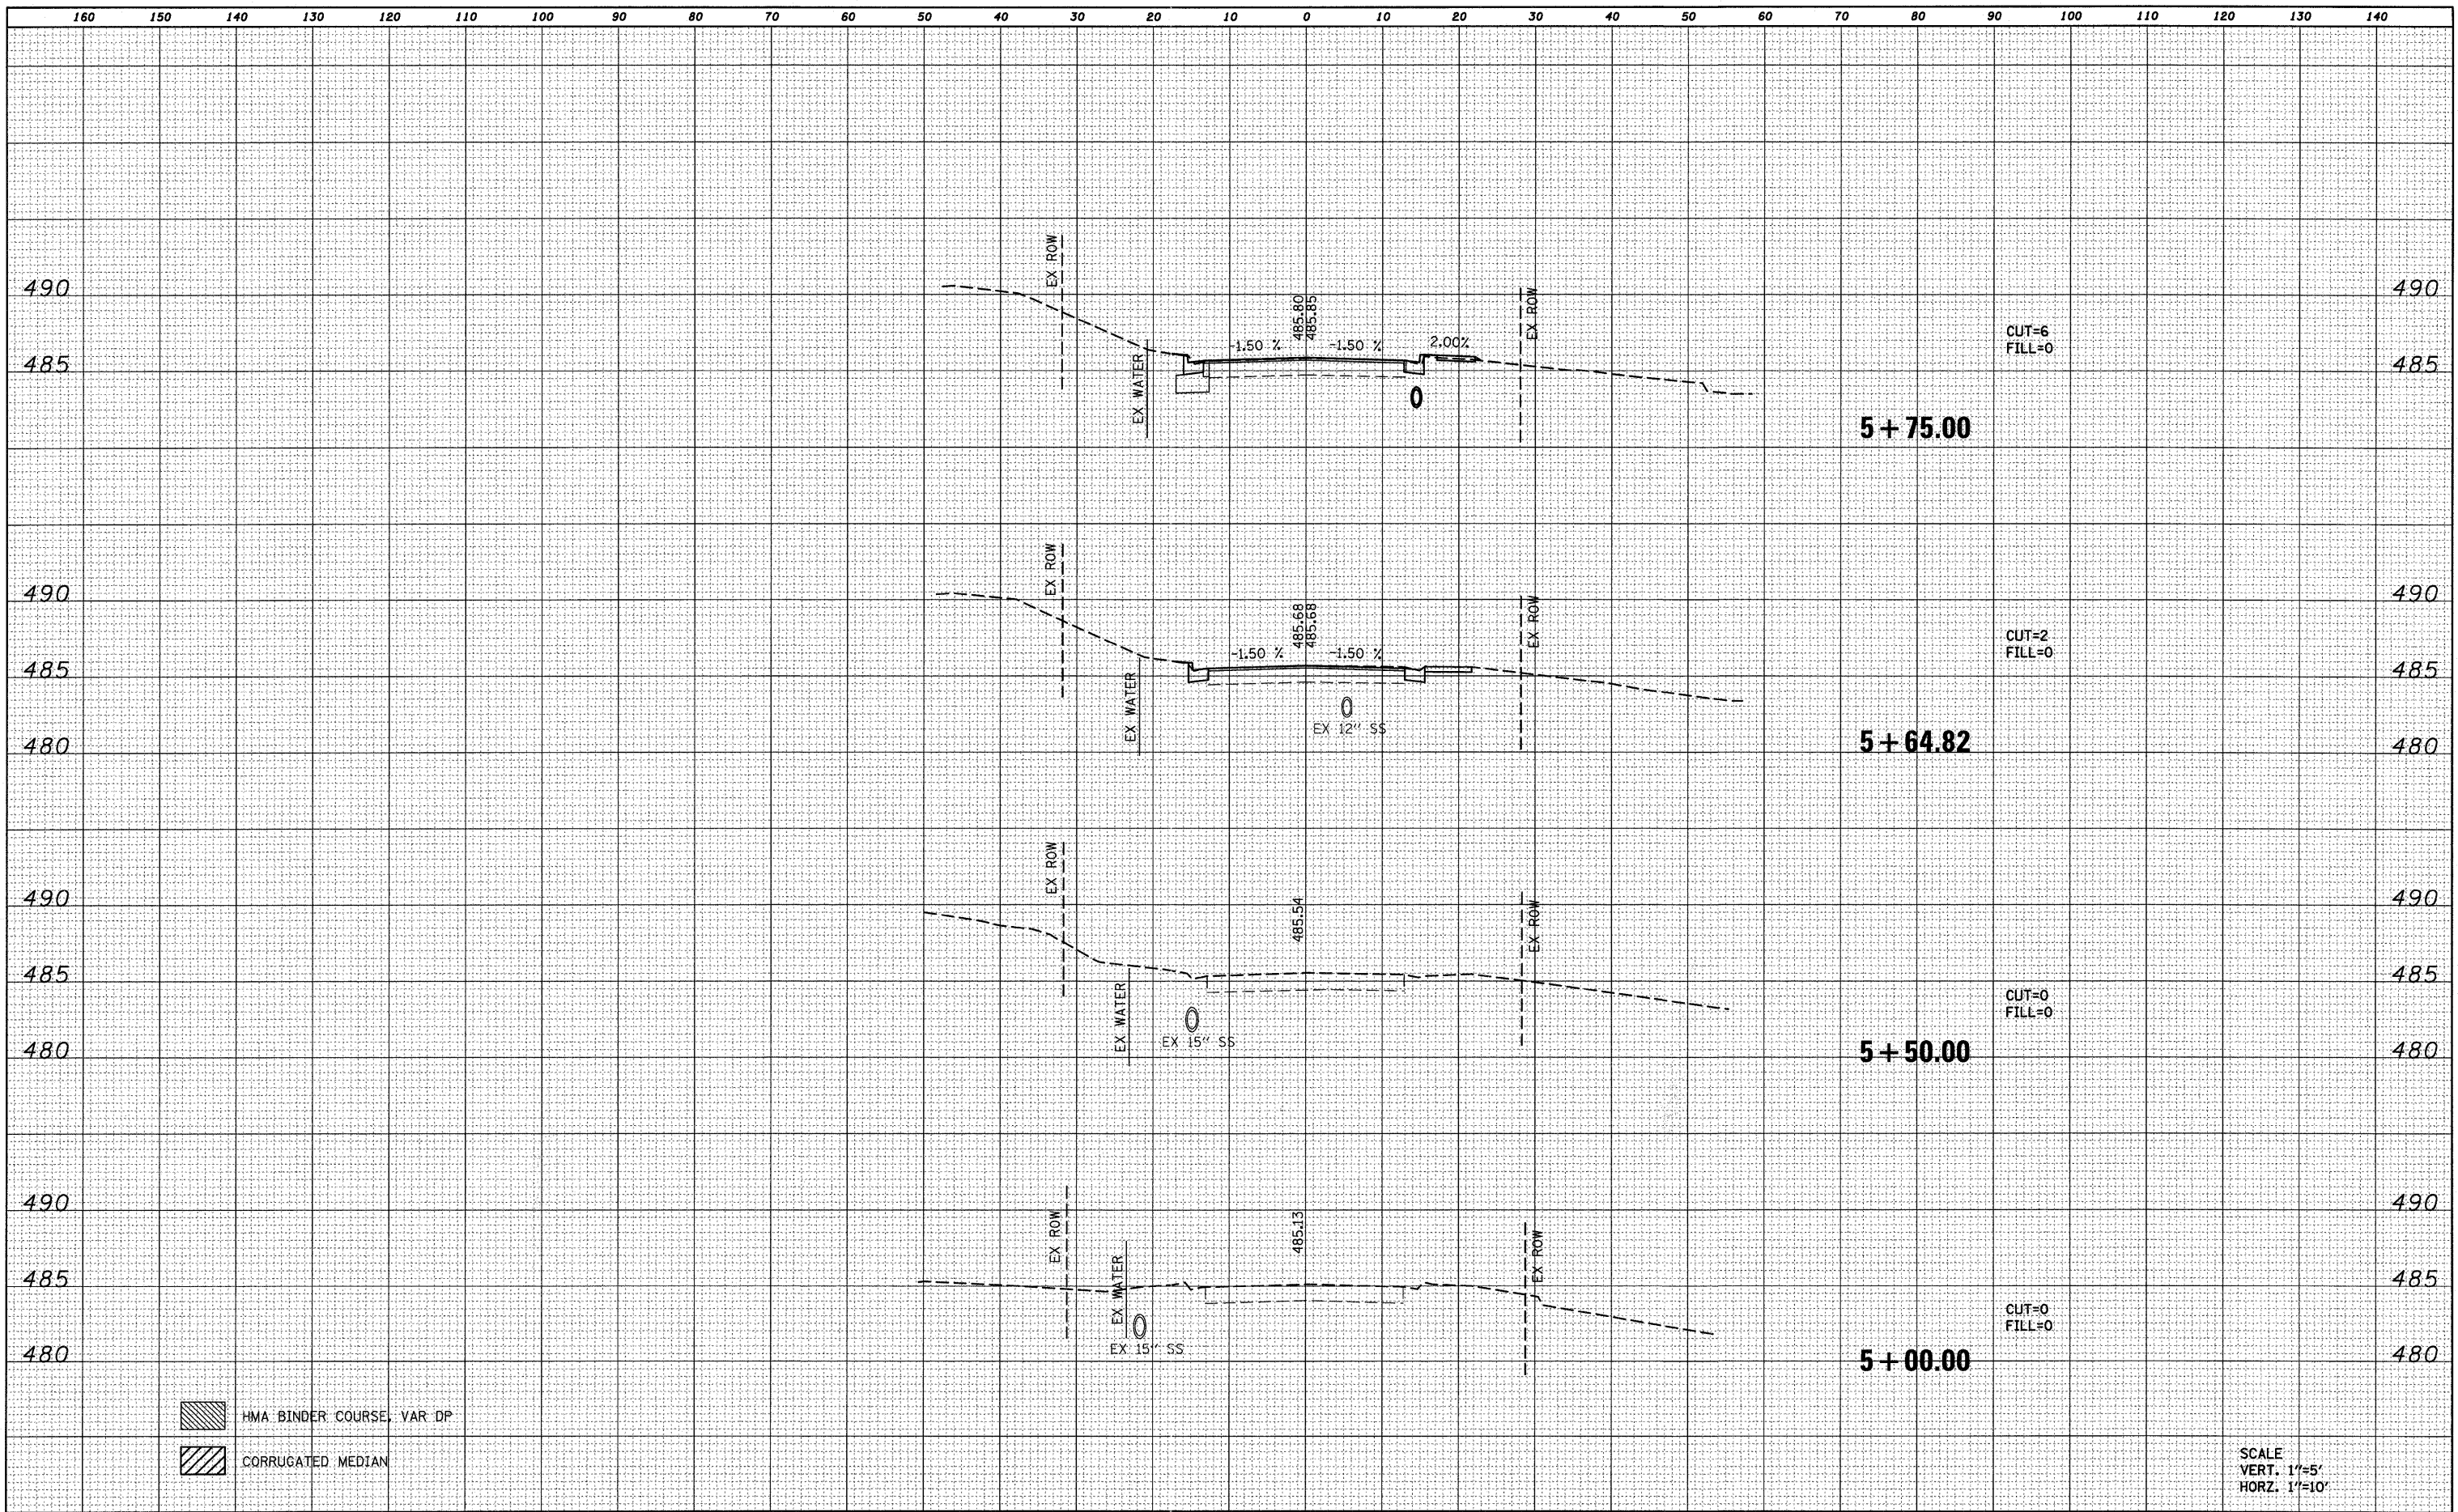 160 150 140 130 120 110 100 90 80 70 60 50 40 30 20 10 0 10 20 30 40 50 60 70 80 90 100 110 120 130 140
EX ROW
490
485.80
485.85
EX ROW
490
CUT=6
FILL=0
-1.50 %
-1.50 %
2.00%
485
EX WATER
485
5+75.00
EX ROW
490
485.68
485.68
EX ROW
490
CUT=2
FILL=0
-1.50 %
-1.50 %
485
EX WATER
485
EX 12" SS
480
5+64.82
480
EX ROW
490
485.54
EX ROW
490
485
485
CUT=0
FILL=0
EX WATER
EX 15" SS
480
5+50.00
480
EX ROW
490
485.13
EX ROW
490
485
EX WATER
485
CUT=0
FILL=0
EX 15" SS
480
5+00.00
480
HMA BINDER COURSE, VAR DP
CORRUGATED MEDIAN
SCALE
VERT. 1"=5'
HORZ. 1"=10'